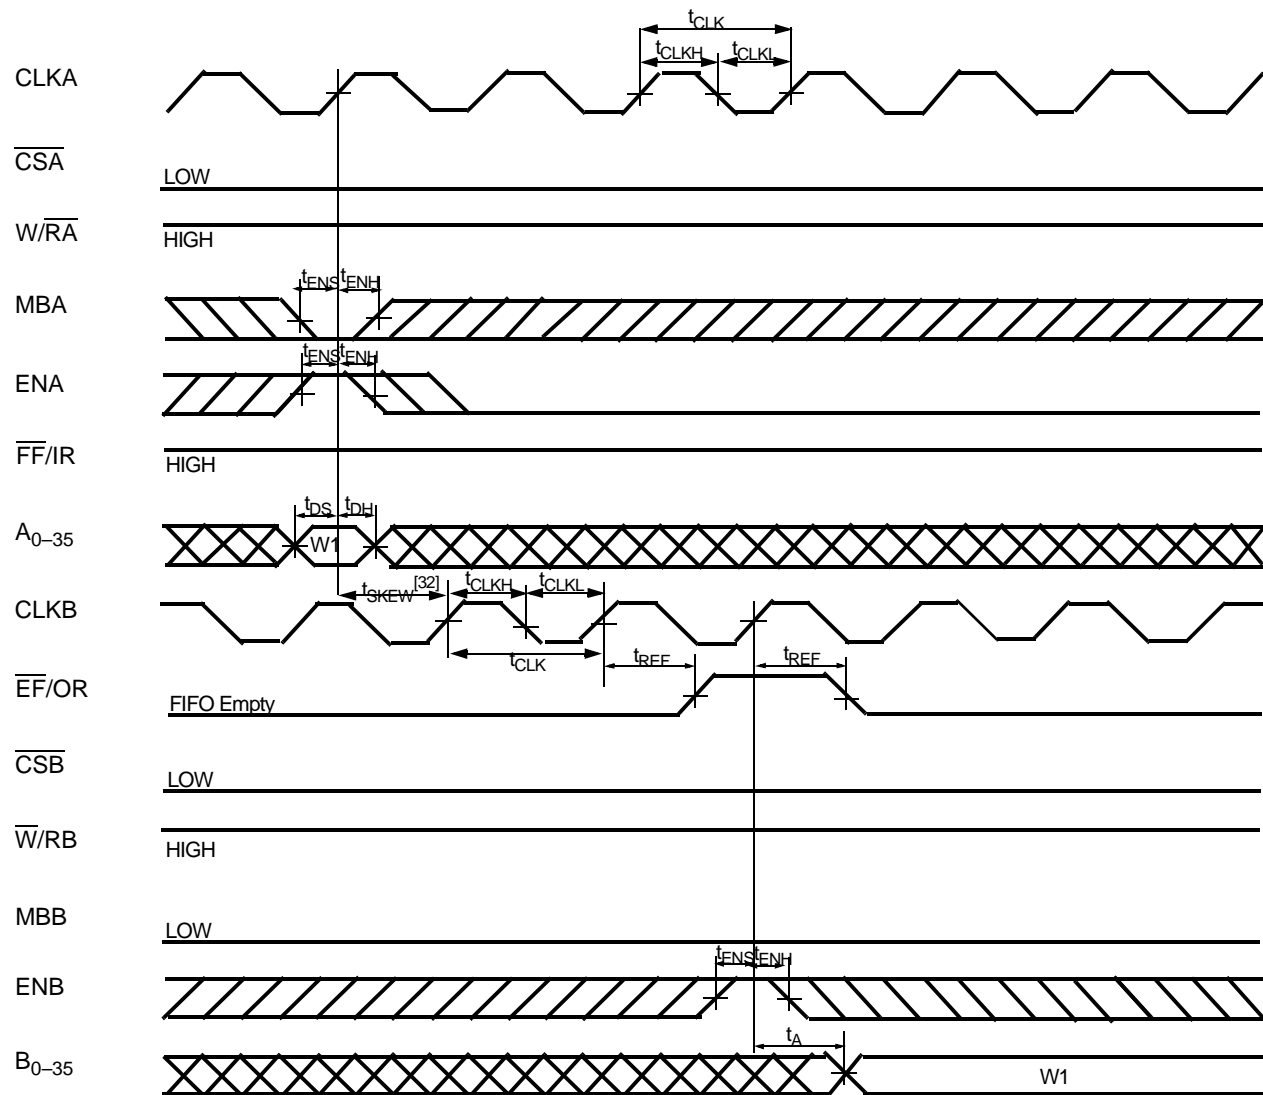 tCLK
tCLKH tCLKL
CLKA
CSA
LOW
W/RA
HIGH
tENS tENH
MBA
tENS tENH
ENA
FF/IR
HIGH
tDS tDH
A0–35
W1
tSKEW[32] tCLKH tCLKL
CLKB
tCLK tREF tREF
EF/OR
FIFO Empty
CSB
LOW
W/RB
HIGH
MBB
LOW
tENS tENH
ENB
tA
B0–35
W1